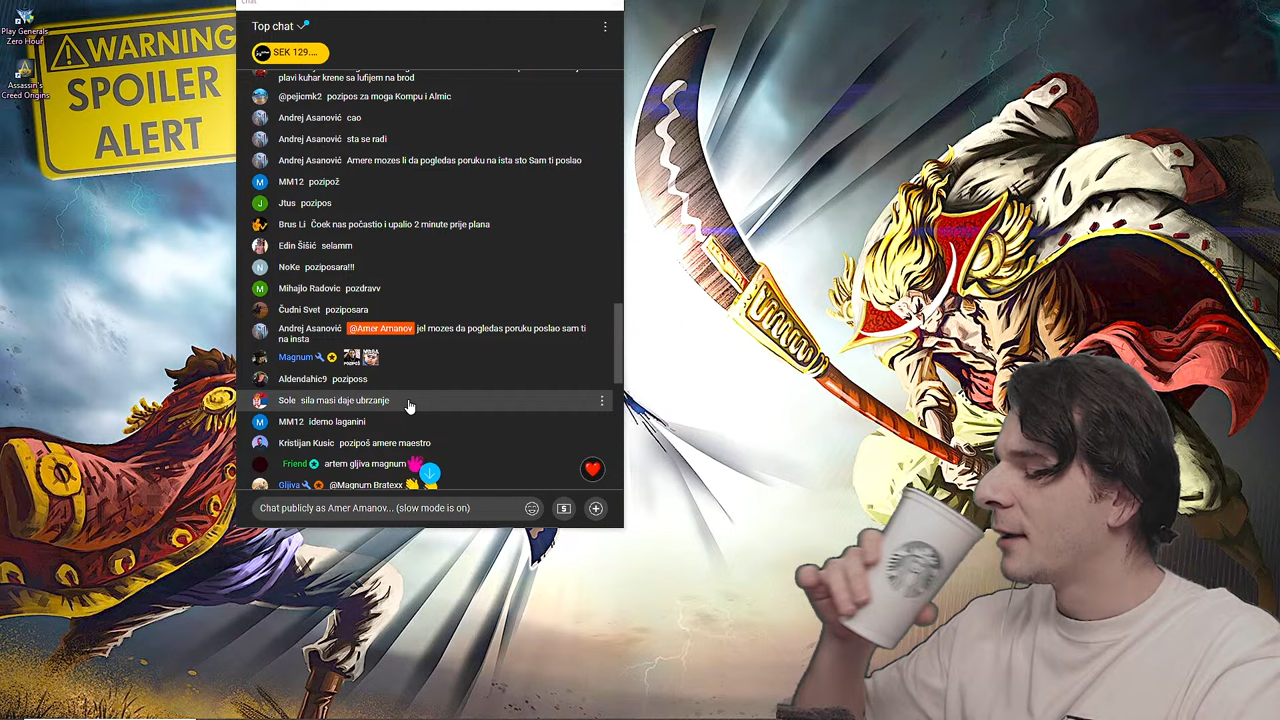 chat
Play Generals
Zero Hour
Assassin's
Creed Origins
WARNING
SPOILER
ALERT
Top chat
SEK 129....
plavi kuhar krene sa lufijem na brod
@pejicmk2 pozipos za moga Kompu i Almic
Andrej Asanović cao
Andrej Asanović sta se radi
Andrej Asanović Amere mozes li da pogledas poruku na ista sto Sam ti poslao
MM12 pozipož
Jtus pozipos
Brus Li Čoek nas počastio i upalio 2 minute prije plana
Edin Šišić selamm
NoKe poziposara!!!
Mihajlo Radovic pozdravv
Čudni Svet poziposara
Andrej Asanović @Amer Amanov jel mozes da pogledas poruku poslao sam ti
na insta
Magnum
Aldendahic9 poziposs
Sole sila masi daje ubrzanje
MM12 idemo laganini
Kristijan Kusic pozipoš amere maestro
Friend artem gljiva magnum
Gljiva @Magnum Bratexx
Chat publicly as Amer Amanov... (slow mode is on)